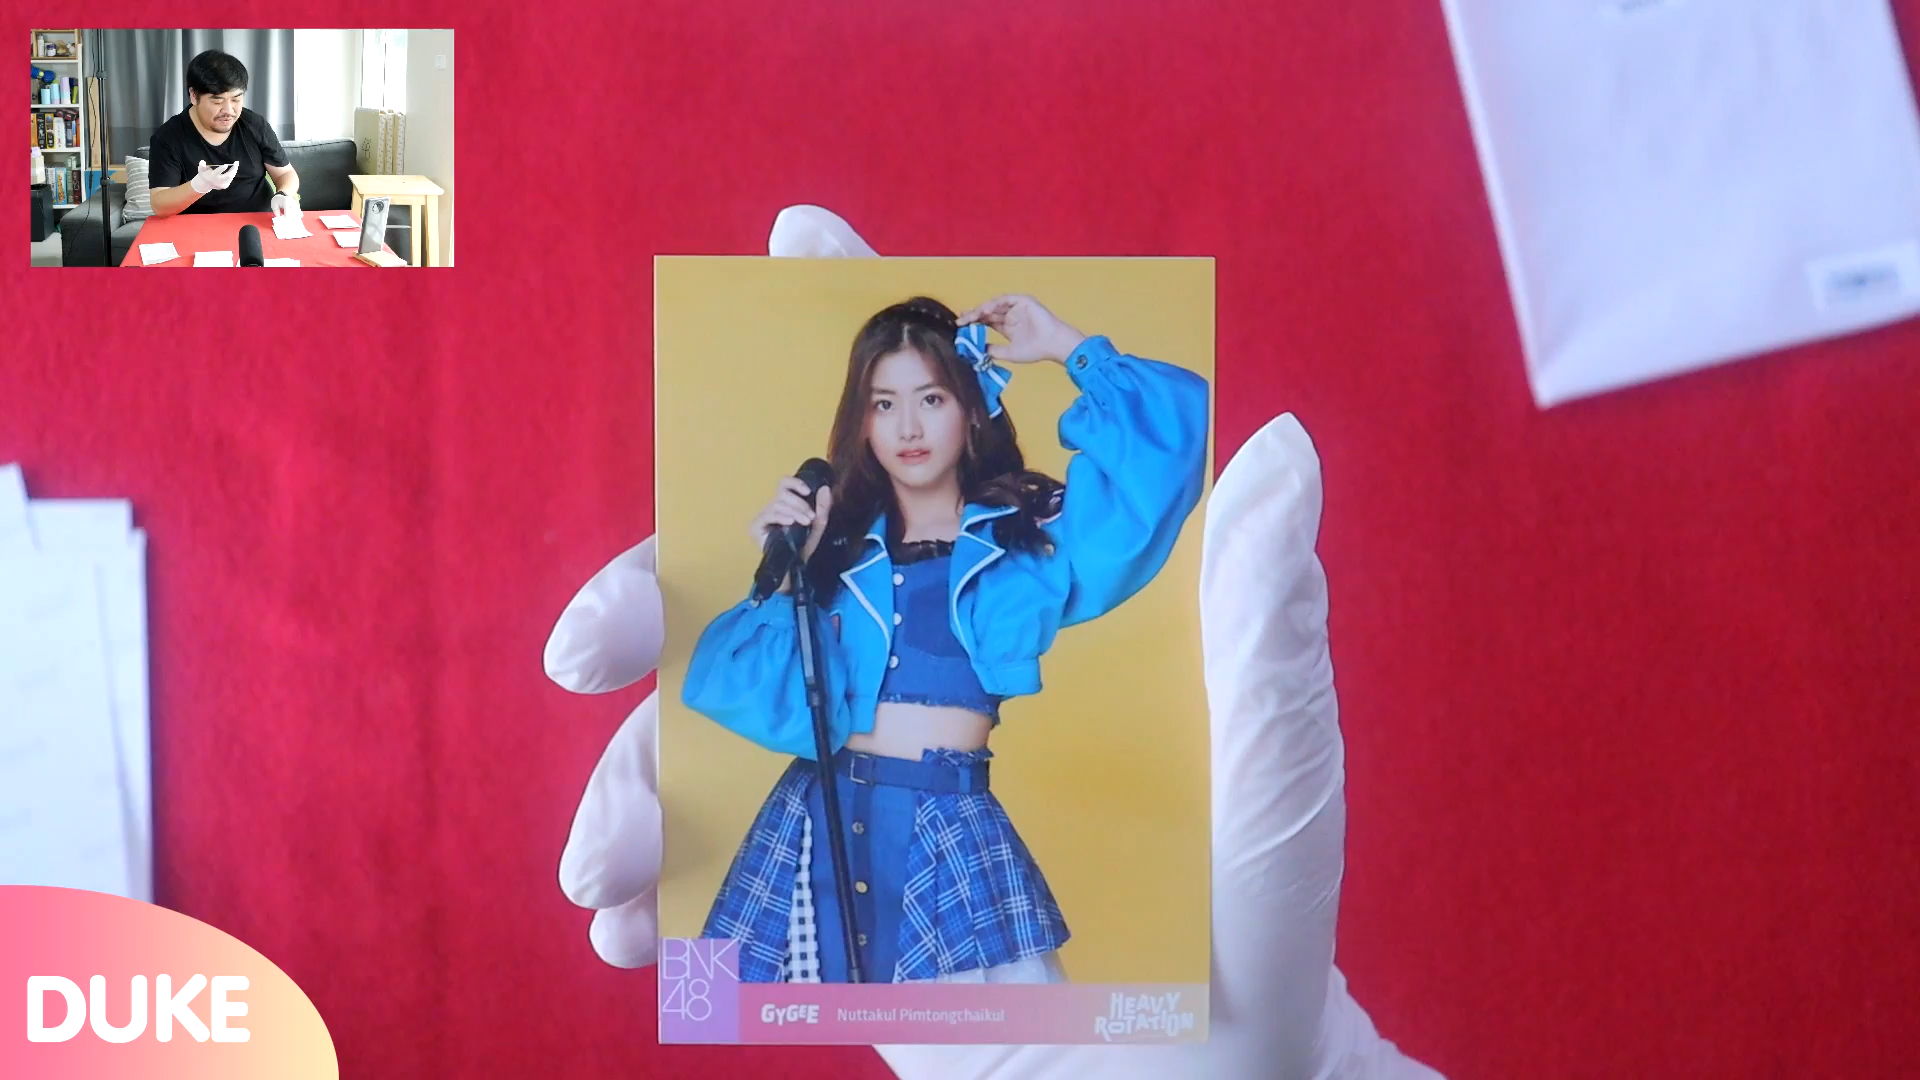 BNK
48
GYGEE Nuttakul Pimtongchaikul
HEAVY
ROTATION
DUKE